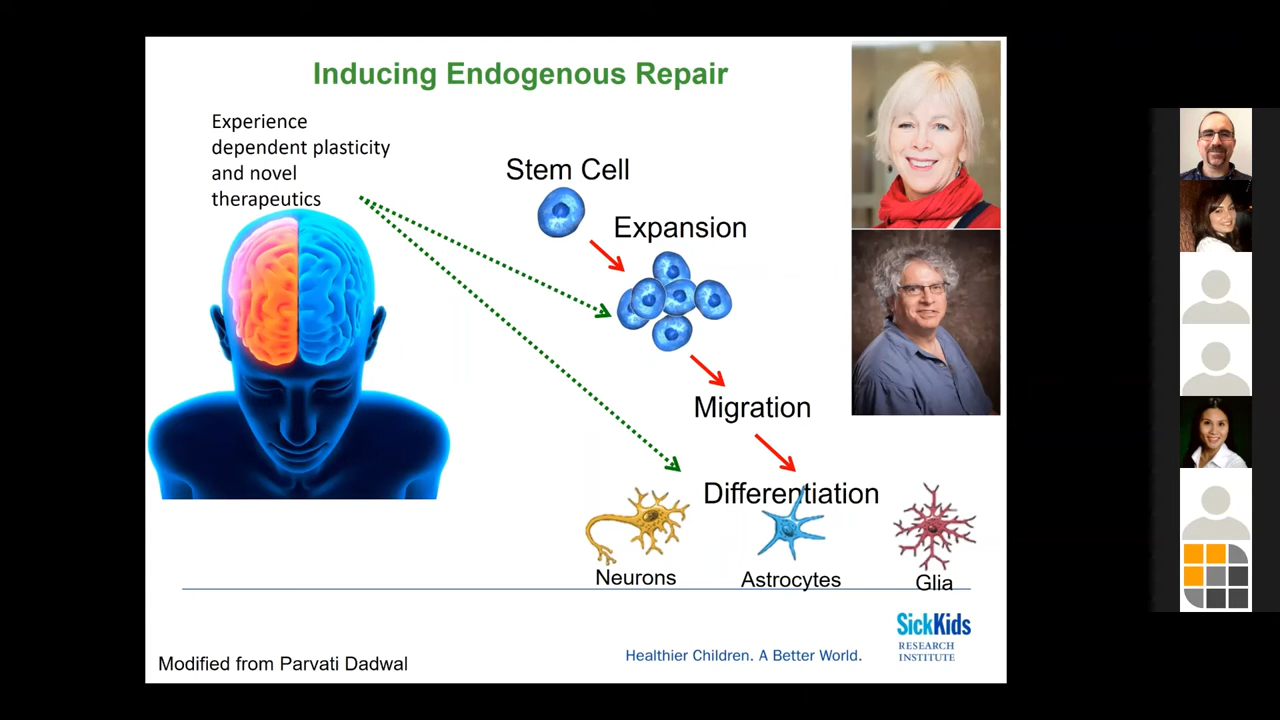 Inducing Endogenous Repair
Experience
dependent plasticity
and novel
therapeutics
Stem Cell
Expansion
Migration
Differentiation
Neurons
Astrocytes
Glia
SickKids
RESEARCH
INSTITUTE
Healthier Children. A Better World.
Modified from Parvati Dadwal